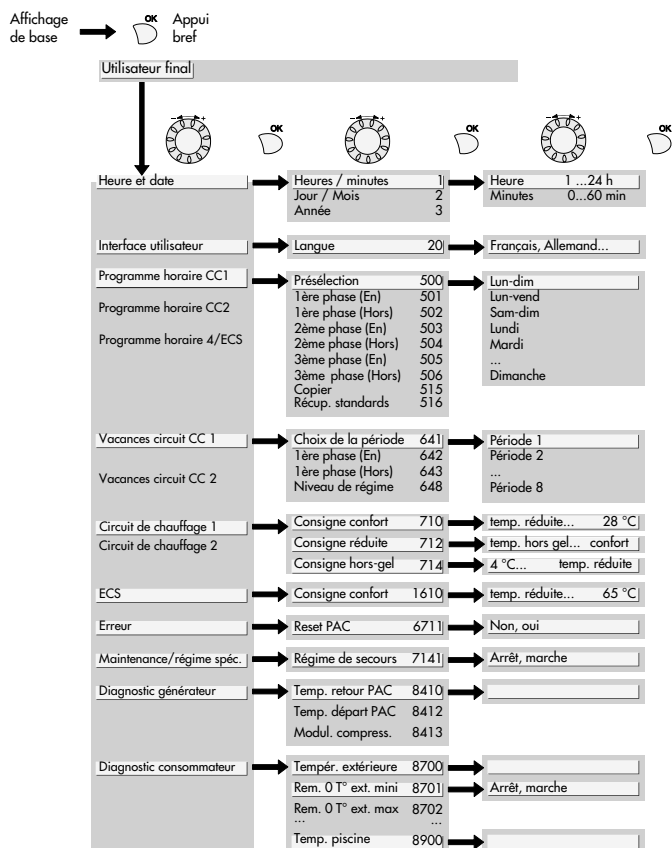 Affichage de base
OK
Appui bref
Utilisateur final
- + OK - + OK - + OK
Heure et date
Heures / minutes 1
Heure 1 ...24 h
Jour / Mois 2
Minutes 0...60 min
Année 3
Interface utilisateur
Langue 20
Français, Allemand...
Programme horaire CC1
Présélection 500
Lun-dim
1ère phase (En) 501
Lun-vend
Programme horaire CC2
1ère phase (Hors) 502
Sam-dim
2ème phase (En) 503
Lundi
Programme horaire 4/ECS
2ème phase (Hors) 504
Mardi
3ème phase (En) 505
...
3ème phase (Hors) 506
Dimanche
Copier 515
Récup. standards 516
Vacances circuit CC 1
Choix de la période 641
Période 1
1ère phase (En) 642
Période 2
Vacances circuit CC 2
1ère phase (Hors) 643
...
Niveau de régime 648
Période 8
Circuit de chauffage 1
Consigne confort 710
temp. réduite... 28 °C
Circuit de chauffage 2
Consigne réduite 712
temp. hors gel... confort
Consigne hors-gel 714
4 °C... temp. réduite
ECS
Consigne confort 1610
temp. réduite... 65 °C
Erreur
Reset PAC 6711
Non, oui
Maintenance/régime spéc.
Régime de secours 7141
Arrêt, marche
Diagnostic générateur
Temp. retour PAC 8410
Temp. départ PAC 8412
Modul. compress. 8413
Diagnostic consommateur
Tempér. extérieure 8700
Rem. 0 T° ext. mini 8701
Arrêt, marche
Rem. 0 T° ext. max 8702
... ...
Temp. piscine 8900